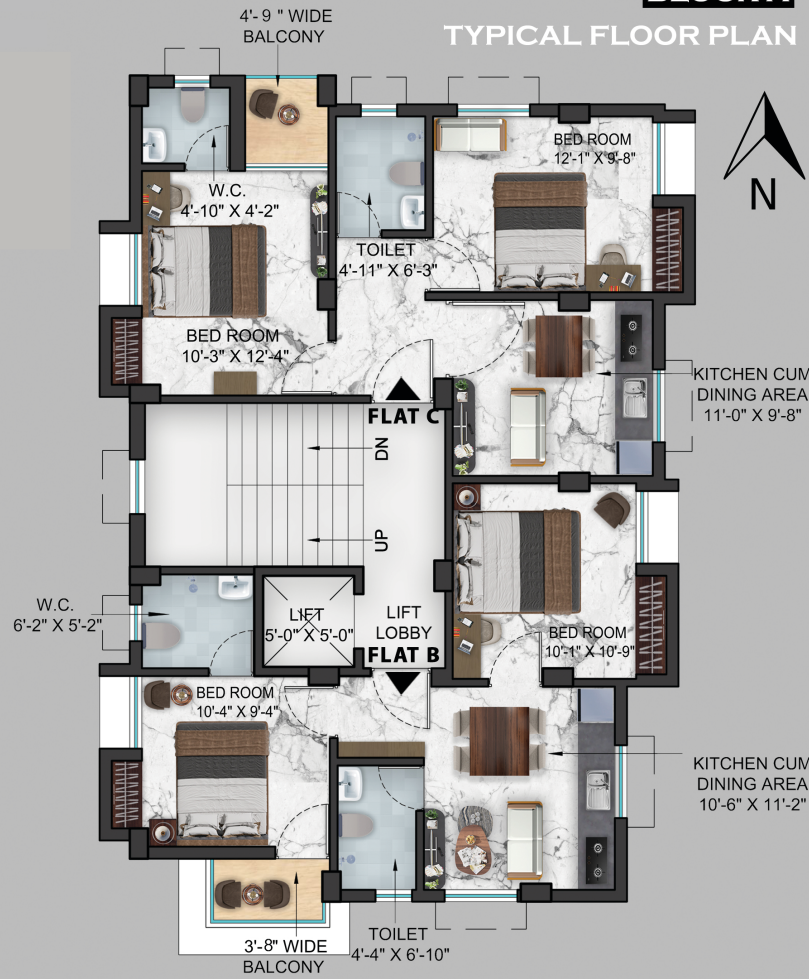 TYPICAL FLOOR PLAN
4'-9" WIDE
BALCONY
N
BED ROOM
12'-1" X 9'-8"
W.C.
4'-10" X 4'-2"
TOILET
4'-11" X 6'-3"
BED ROOM
10'-3" X 12'-4"
KITCHEN CUM
DINING AREA
11'-0" X 9'-8"
FLAT C
DN
UP
W.C.
6'-2" X 5'-2"
LIFT
5'-0" X 5'-0"
LIFT
LOBBY
FLAT B
BED ROOM
10'-1" X 10'-9"
BED ROOM
10'-4" X 9'-4"
KITCHEN CUM
DINING AREA
10'-6" X 11'-2"
3'-8" WIDE
BALCONY
TOILET
4'-4" X 6'-10"